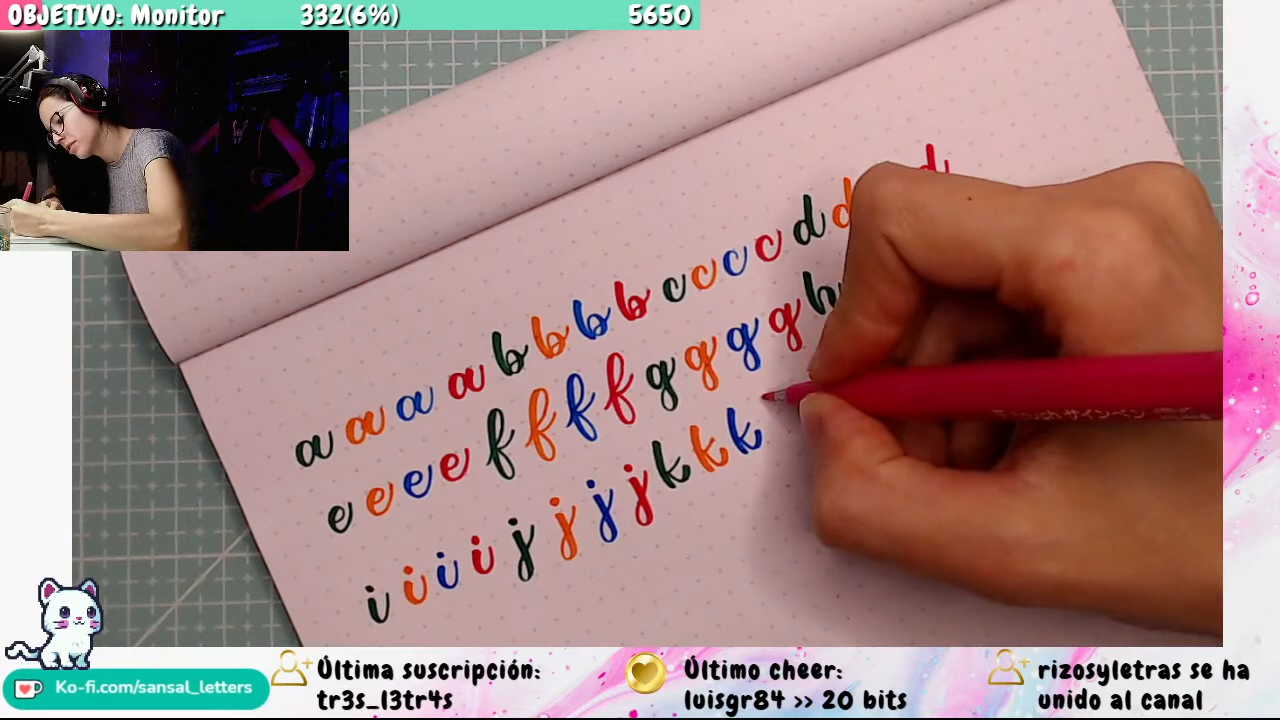 OBJETIVO: Monitor 332(6%) 5650
a a a a b b b b c c c c d d d
e e e e f f f f g g g g h
i i i i j j j j k k k
Ko-fi.com/sansal_letters
Última suscripción:
tr3s_l3tr4s
Último cheer:
luisgr84 >> 20 bits
rizosyletras se ha
unido al canal